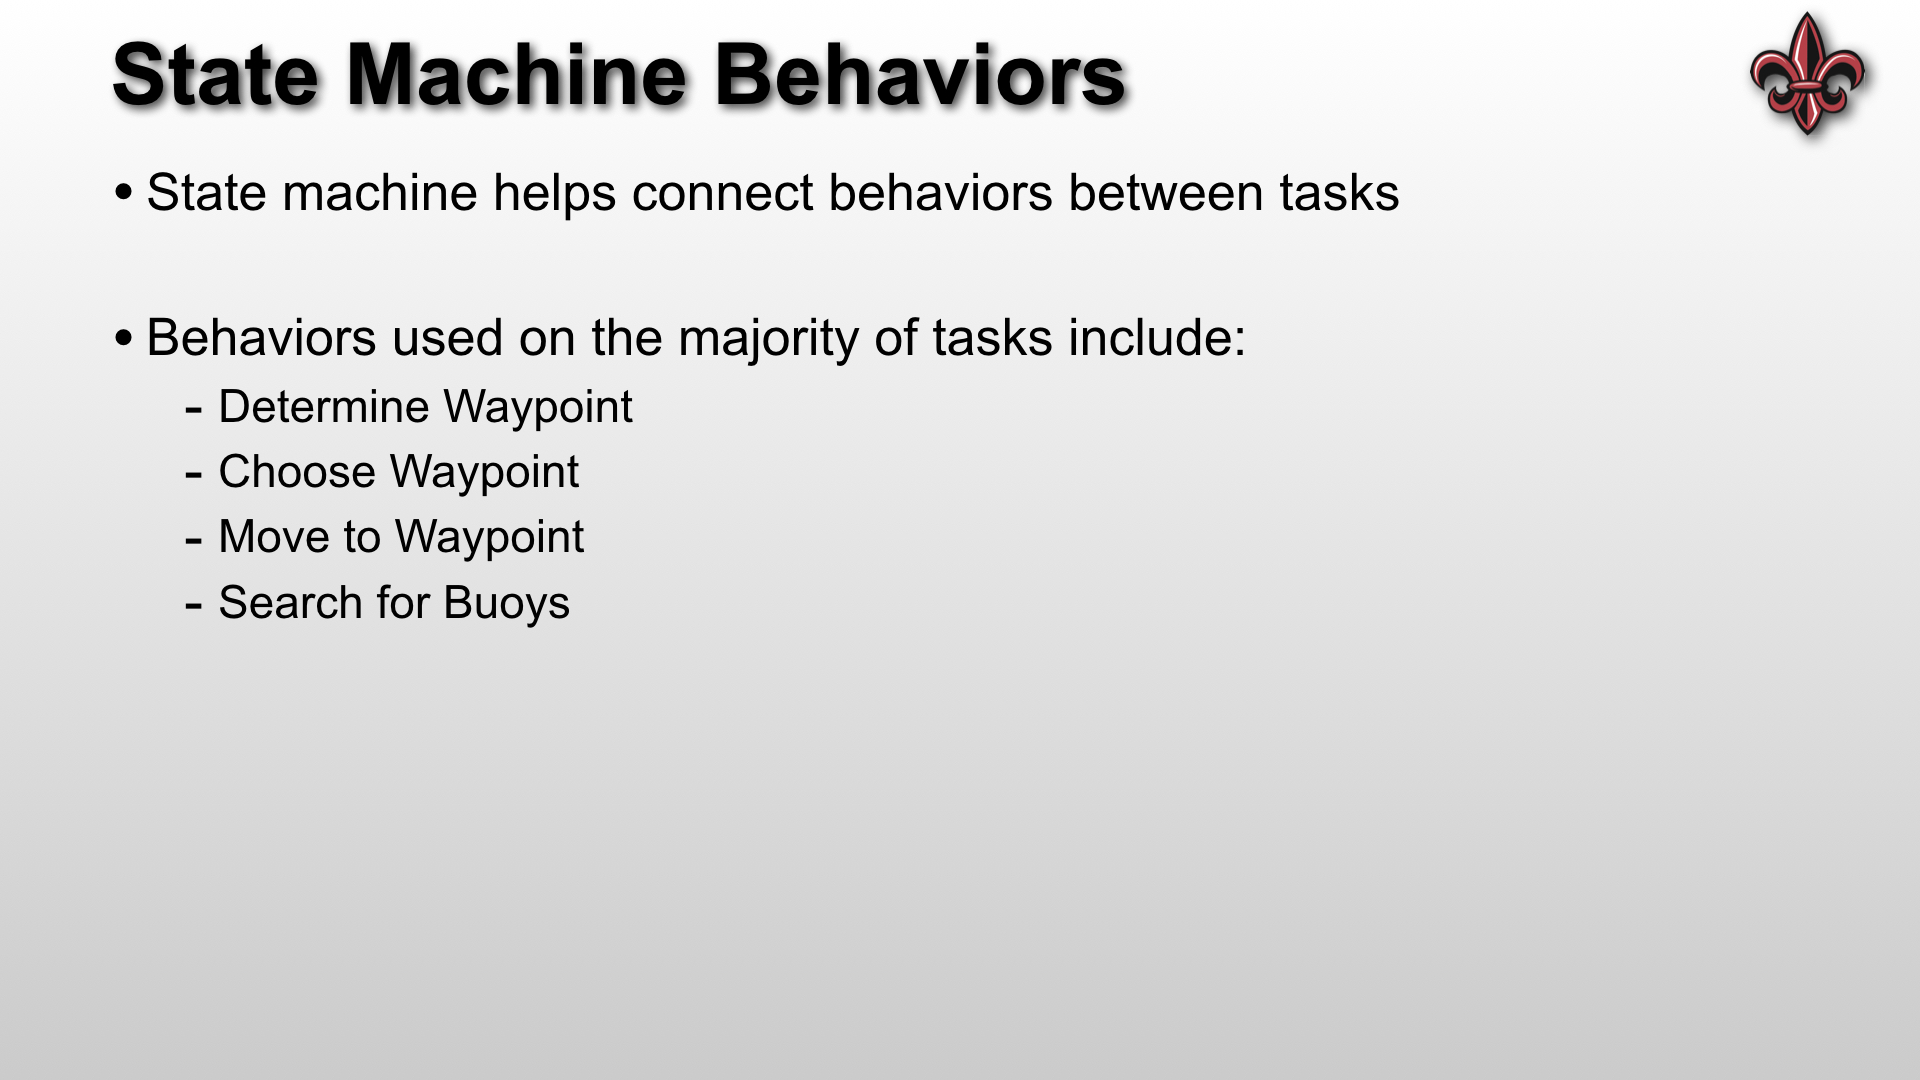 State Machine Behaviors
• State machine helps connect behaviors between tasks
• Behaviors used on the majority of tasks include:
- Determine Waypoint
- Choose Waypoint
- Move to Waypoint
- Search for Buoys